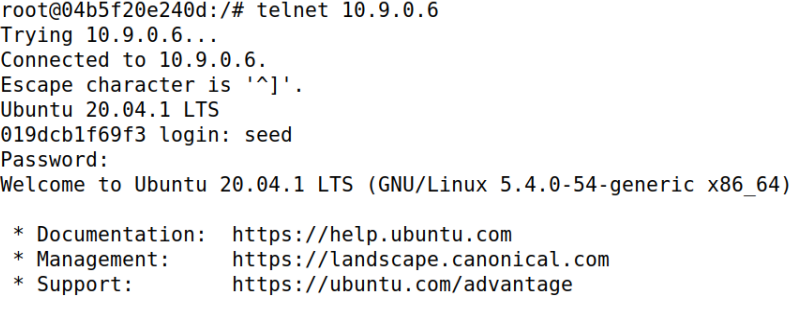 root@04b5f20e240d:/# telnet 10.9.0.6
Trying 10.9.0.6...
Connected to 10.9.0.6.
Escape character is '^]'.
Ubuntu 20.04.1 LTS
019dcb1f69f3 login: seed
Password:
Welcome to Ubuntu 20.04.1 LTS (GNU/Linux 5.4.0-54-generic x86_64)
* Documentation:  https://help.ubuntu.com
* Management:     https://landscape.canonical.com
* Support:        https://ubuntu.com/advantage